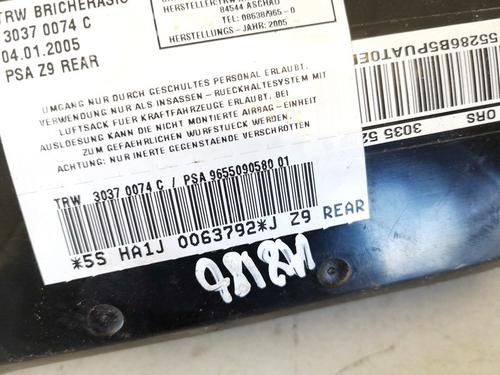 TRW BRICHERASIO
3037 0074 C
04.01.2005
PSA Z9 REAR
84544 ASCHAU
TEL: 08638/965-0
HERSTELLUNGS-JAHR: 2005
UMGANG NUR DURCH GESCHULTES PERSONAL ERLAUBT.
VERWENDUNG NUR ALS INSASSEN-RUECKHALTESYSTEM MIT
LUFTSACK FUER KRAFTFAHRZEUGE ERLAUBT. BEI
AUSLOESUNG KANN DIE NICHT MONTIERTE AIRBAG-EINHEIT
ZUM GEFAEHRLICHEN WURFSTUECK WERDEN.
ACHTUNG: NUR INERTE GEGENSTAENDE VERSCHROTTEN
TRW 3037 0074 C / PSA 9655090580 01
*5S HA1J 0063792*J Z9 REAR
55286B5PUAT0E
ORS
3035 52